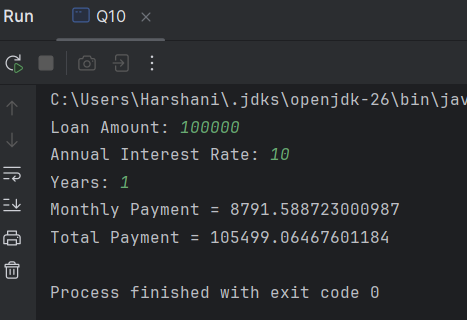 Run Q10
C:\Users\Harshani\.jdks\openjdk-26\bin\jav
Loan Amount: 100000
Annual Interest Rate: 10
Years: 1
Monthly Payment = 8791.588723000987
Total Payment = 105499.06467601184
Process finished with exit code 0